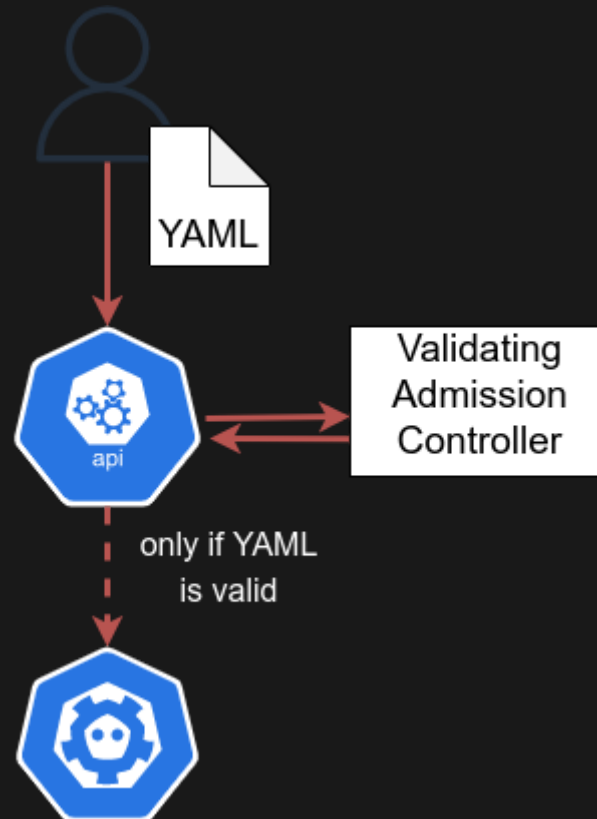 YAML
Validating
Admission
Controller
api
only if YAML
is valid